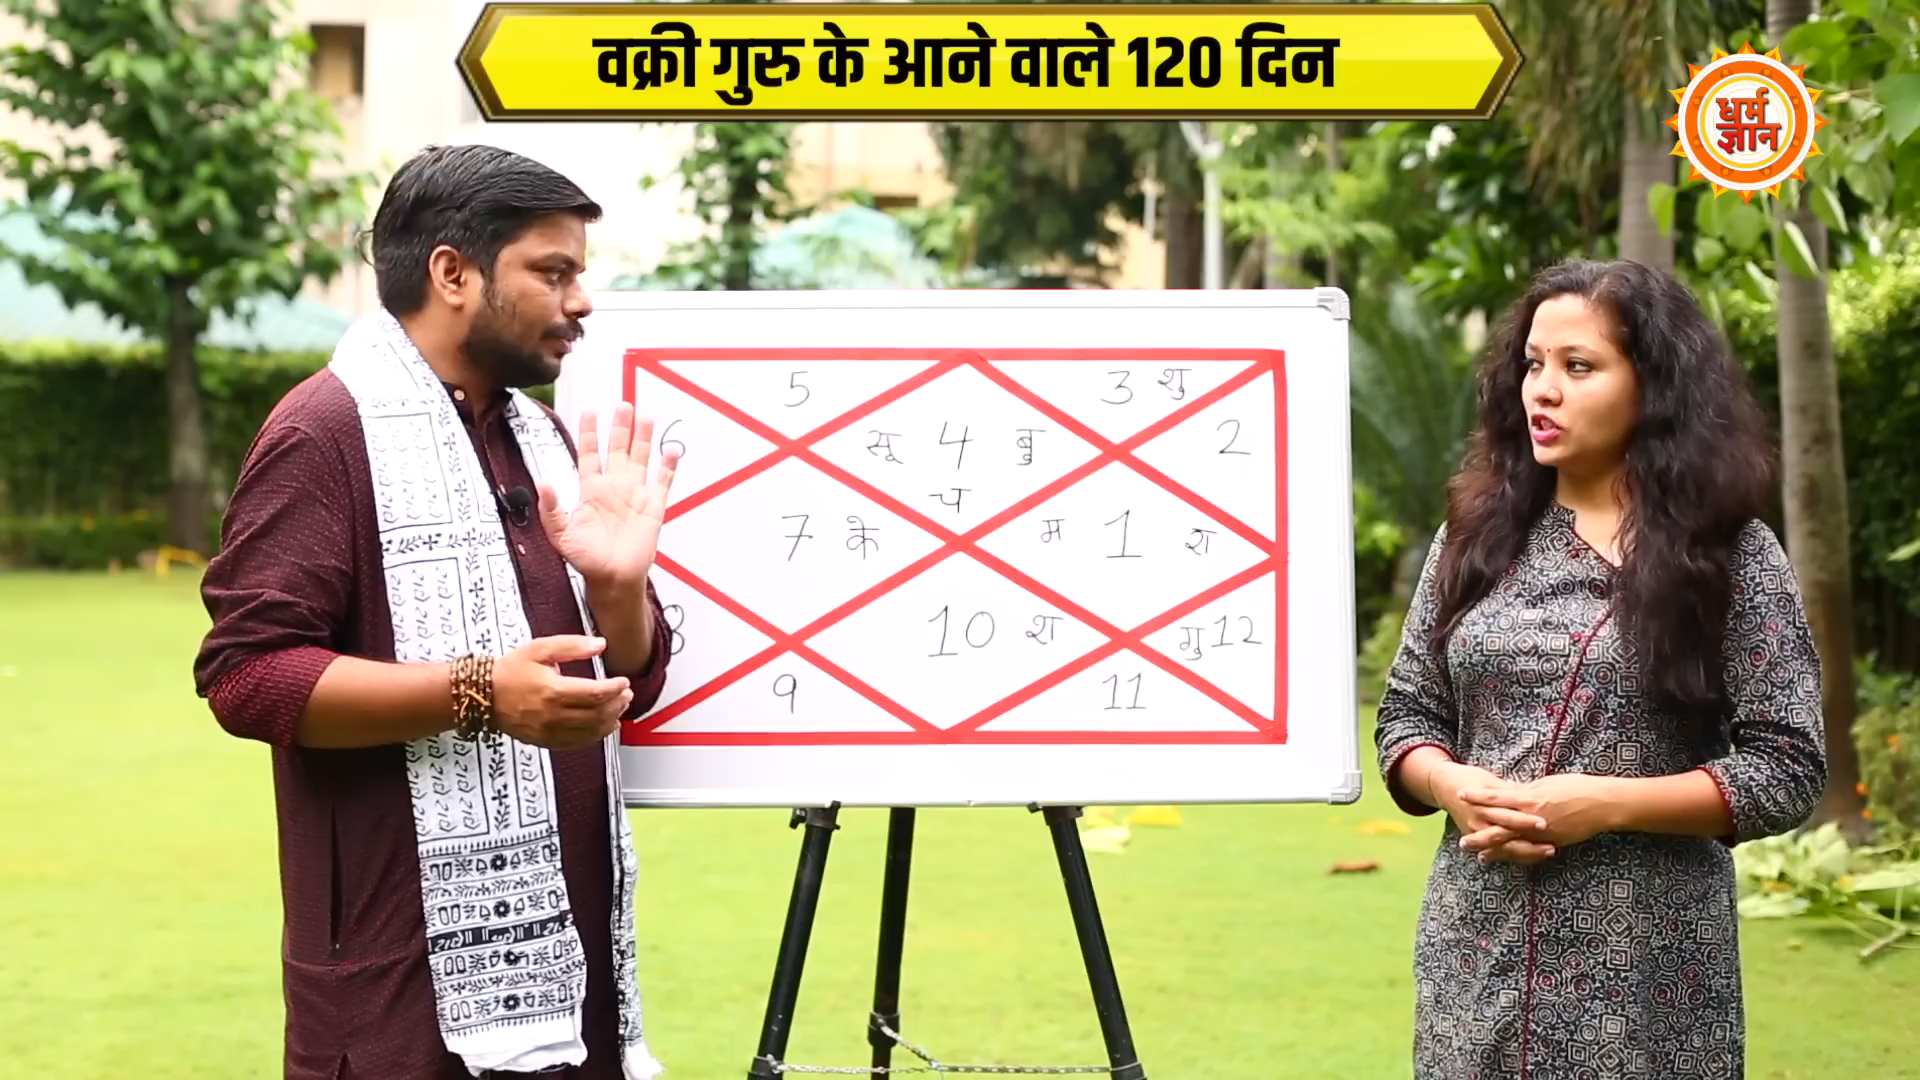 वक्री गुरु के आने वाले 120 दिन
धर्म
ज्ञान
5
3 शु
6
सू 4 बु
2
च
7 के
मं 1 रा
8
10 श
गु 12
9
11